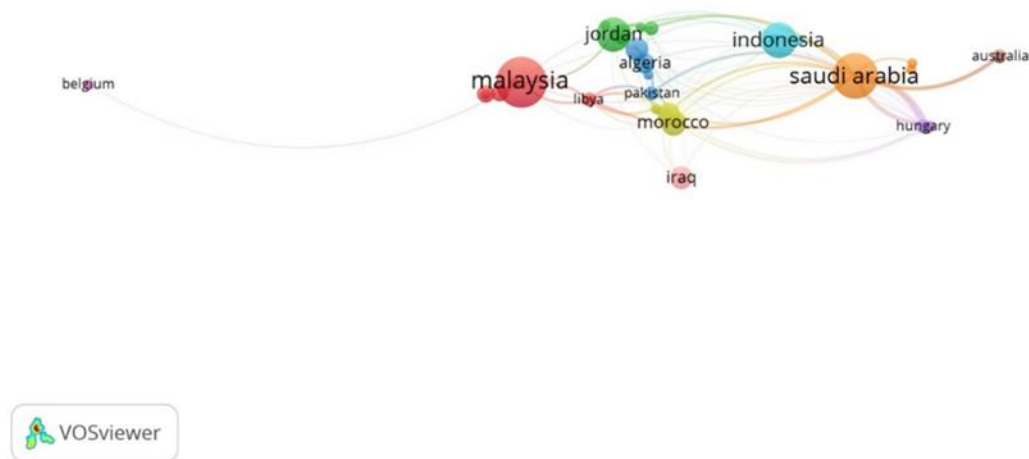 jordan
indonesia
algeria
australia
malaysia
saudi arabia
belgium
libya
pakistan
morocco
hungary
iraq
VOSviewer